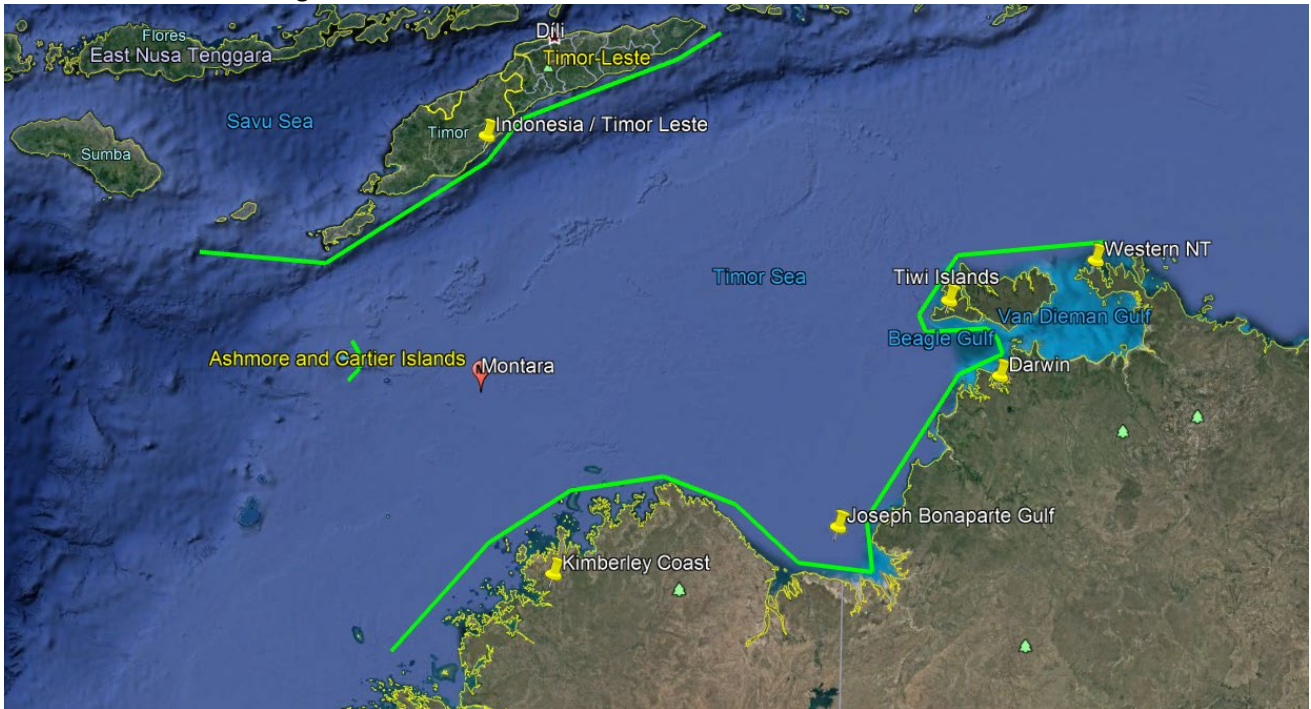 Flores
East Nusa Tenggara
Dili
Timor-Leste
Savu Sea
Timor
Indonesia / Timor Leste
Sumba
Western NT
Timor Sea
Tiwi Islands
Van Dieman Gulf
Beagle Gulf
Ashmore and Cartier Islands
Montara
Darwin
Joseph Bonaparte Gulf
Kimberley Coast